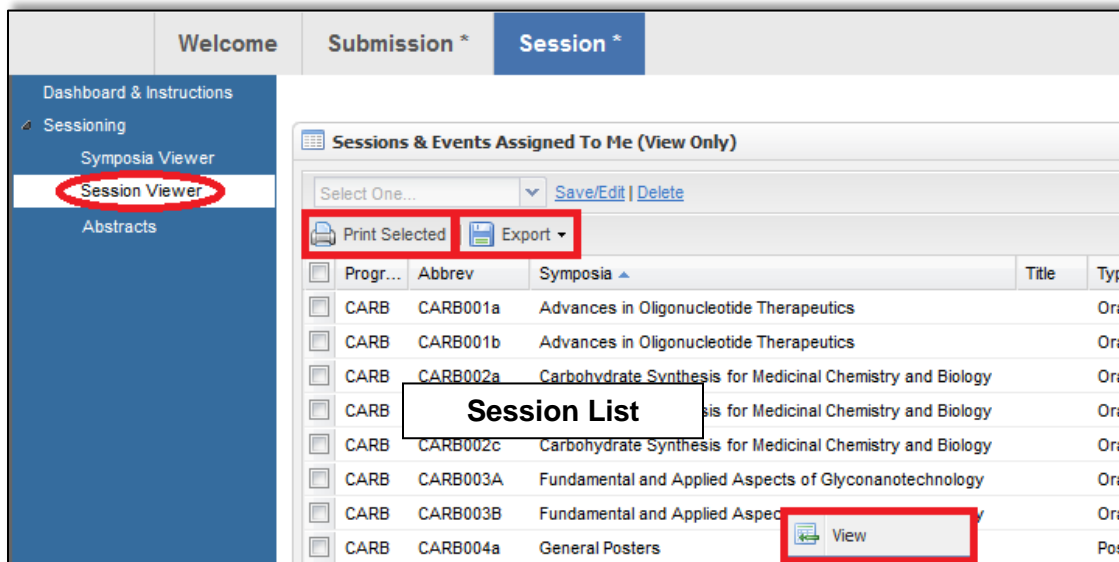 Welcome Submission * Session *
Dashboard & Instructions
Sessioning
Symposia Viewer
Session Viewer
Abstracts
Sessions & Events Assigned To Me (View Only)
Select One... Save/Edit | Delete
Print Selected | Export
Progr... Abbrev Symposia Title Typ
CARB CARB001a Advances in Oligonucleotide Therapeutics Ora
CARB CARB001b Advances in Oligonucleotide Therapeutics Ora
CARB CARB002a Carbohydrate Synthesis for Medicinal Chemistry and Biology Ora
CARB Session List sis for Medicinal Chemistry and Biology Ora
CARB CARB002c Carbohydrate Synthesis for Medicinal Chemistry and Biology Ora
CARB CARB003A Fundamental and Applied Aspects of Glyconanotechnology Ora
CARB CARB003B Fundamental and Applied Aspec y Ora
View
CARB CARB004a General Posters Pos